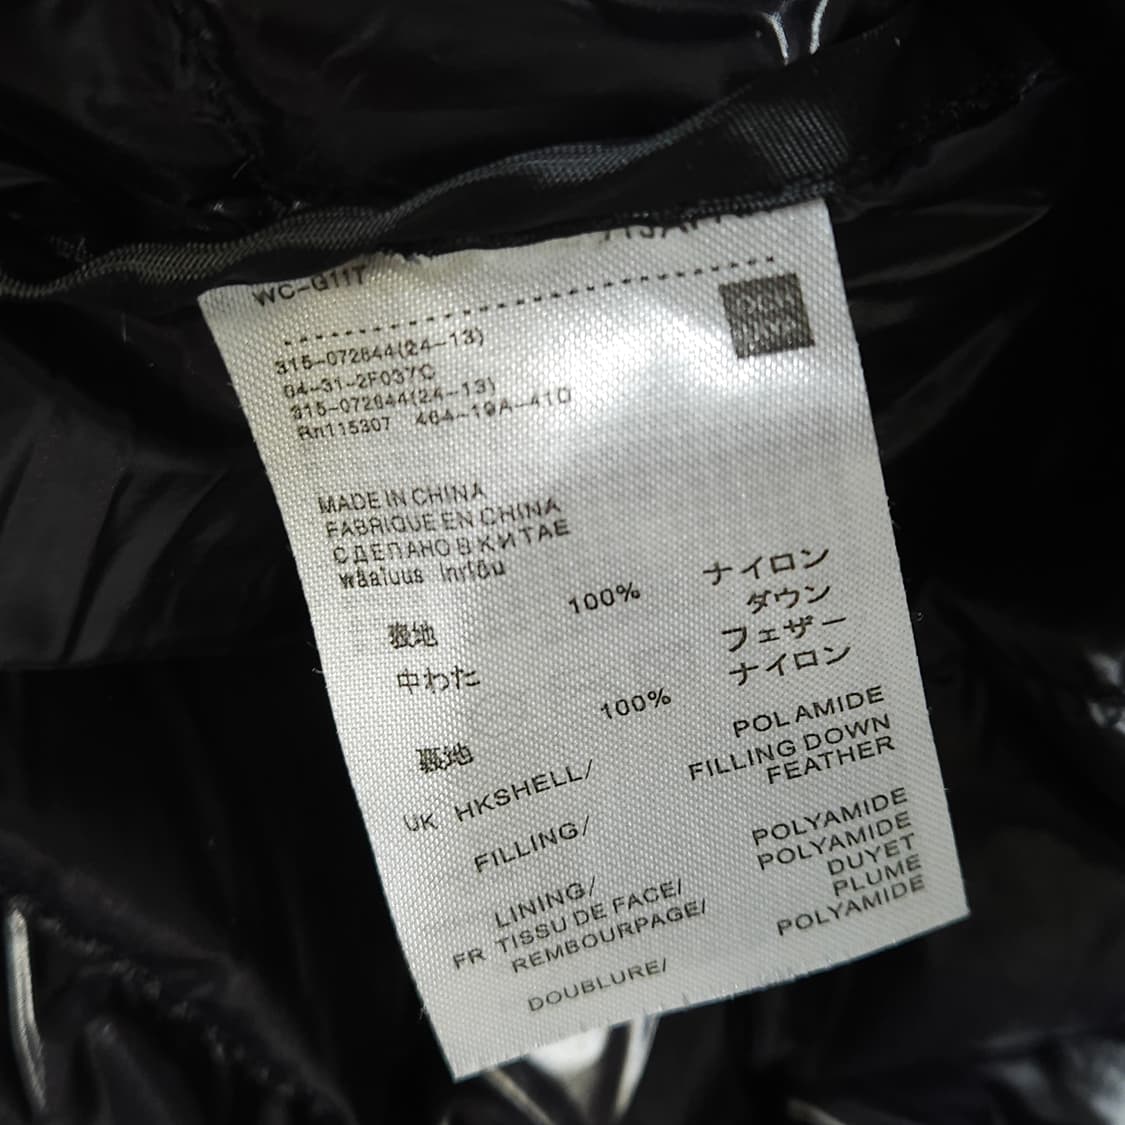 WC-G11T
315-072644(24-13)
04-31-2F037C
315-072644(24-13)
Rn115307 464-19A-41D
MADE IN CHINA
FABRIQUE EN CHINA
СДЕЛАНО В КИТАЕ
100% ナイロン
表地 ダウン
フェザー
中わた ナイロン
100%
裏地 POLAMIDE
FILLING DOWN
UK HKSHELL/ FEATHER
FILLING/
POLYAMIDE
LINING/ POLYAMIDE
FR TISSU DE FACE/ DUYET
REMBOURPAGE/ PLUME
DOUBLURE/ POLYAMIDE